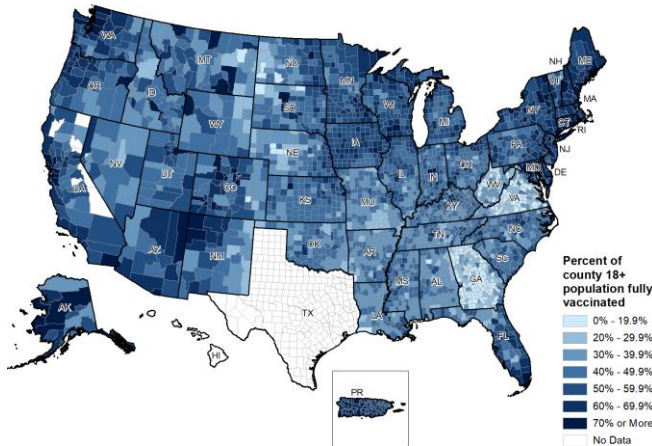 WA
MT
ND
MN
ME
NH
VT
OR
ID
SD
WI
NY
MA
WY
MI
CT
RI
IA
PA
NJ
NE
NV
OH
MD
DE
UT
IL
IN
CA
CO
WV
VA
KS
MO
KY
NC
TN
AZ
OK
NM
AR
SC
MS
AL
GA
TX
LA
AK
FL
HI
PR
Percent of
county 18+
population fully
vaccinated
0% - 19.9%
20% - 29.9%
30% - 39.9%
40% - 49.9%
50% - 59.9%
60% - 69.9%
70% or More
No Data